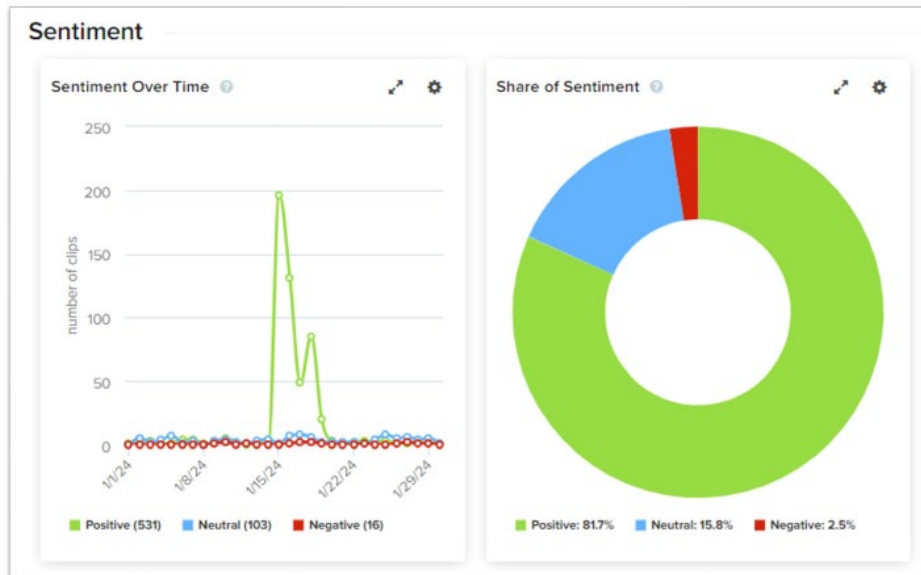 Sentiment
Sentiment Over Time ?
250
200
150
100
50
0
number of clips
1/1/24
1/8/24
1/15/24
1/22/24
1/29/24
Positive (531) Neutral (103) Negative (16)
Share of Sentiment ?
Positive: 81.7% Neutral: 15.8% Negative: 2.5%